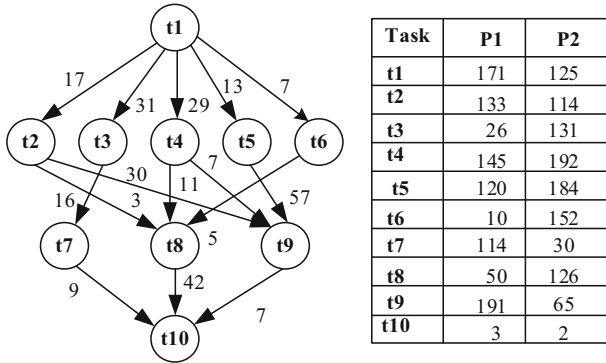 t1
17 31 29 13 7
t2 t3 t4 t5 t6
30 7
16 3 11 57
t7 t8 5 t9
9 42 7
t10
Task P1 P2
t1 171 125
t2 133 114
t3 26 131
t4 145 192
t5 120 184
t6 10 152
t7 114 30
t8 50 126
t9 191 65
t10 3 2